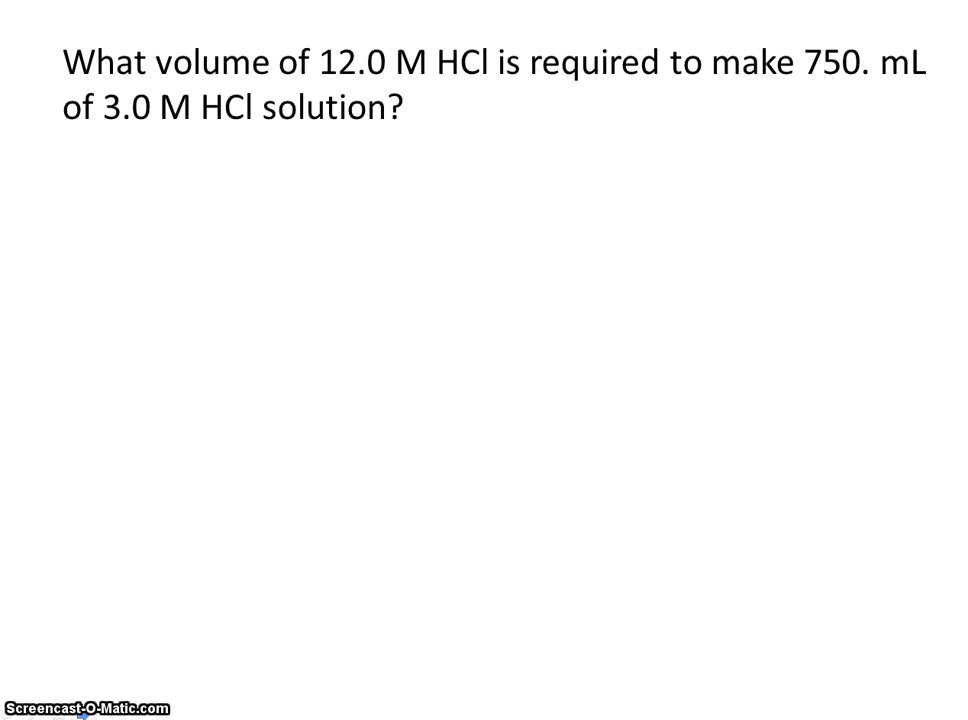 What volume of 12.0 M HCl is required to make 750. mL
of 3.0 M HCl solution?
Screencast-O-Matic.com